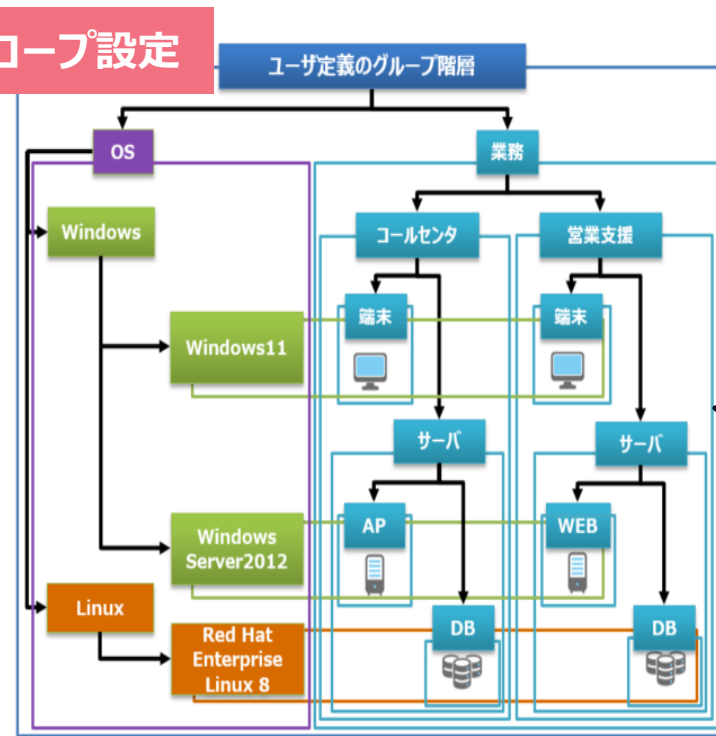 コープ設定
ユーザ定義のグループ階層
OS
業務
Windows
コールセンタ
営業支援
端末
端末
Windows11
サーバ
サーバ
Windows
Server2012
AP
WEB
Linux
Red Hat
Enterprise
Linux 8
DB
DB